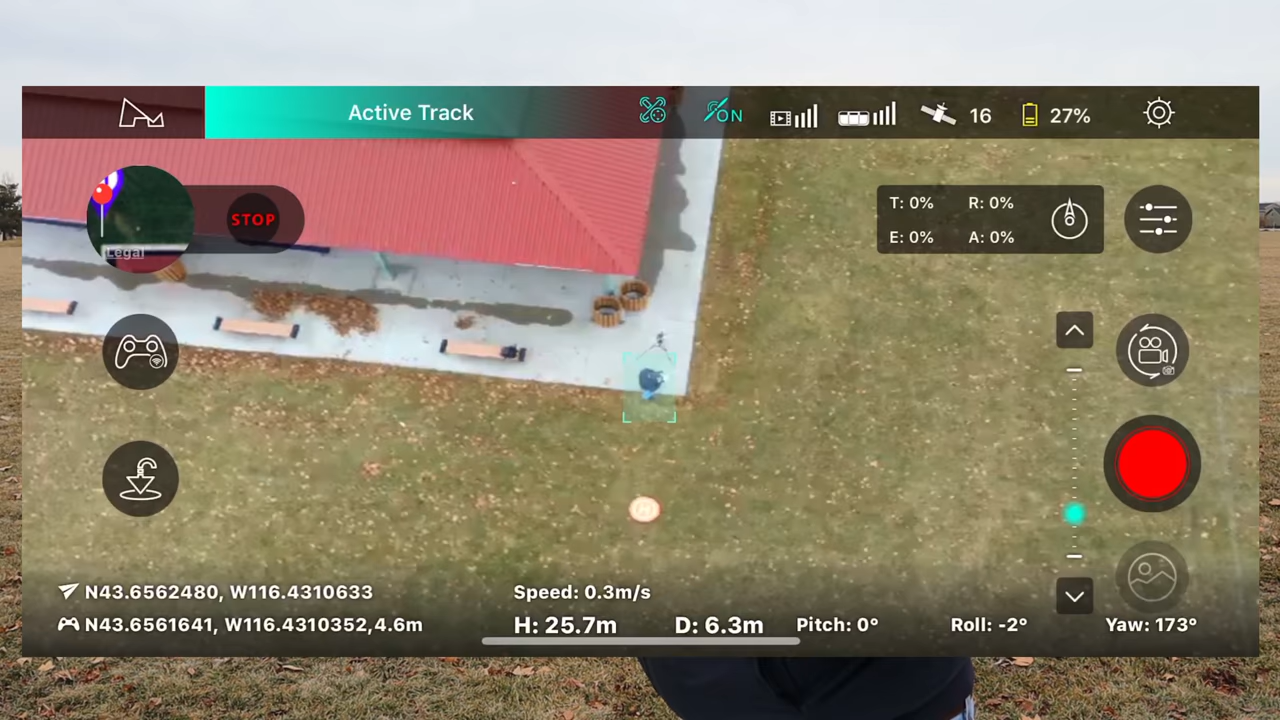 Active Track
ON
16
27%
Legal
STOP
T: 0%
R: 0%
E: 0%
A: 0%
N43.6562480, W116.4310633
Speed: 0.3m/s
N43.6561641, W116.4310352,4.6m
H: 25.7m
D: 6.3m
Pitch: 0°
Roll: -2°
Yaw: 173°
H